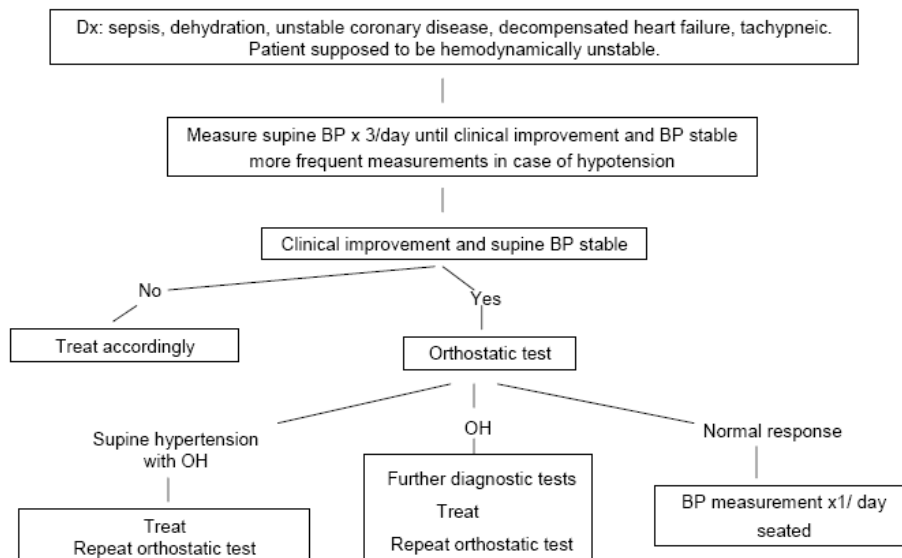 Dx: sepsis, dehydration, unstable coronary disease, decompensated heart failure, tachypneic.
Patient supposed to be hemodynamically unstable.
Measure supine BP x 3/day until clinical improvement and BP stable
more frequent measurements in case of hypotension
Clinical improvement and supine BP stable
No
Yes
Treat accordingly
Orthostatic test
Supine hypertension
with OH
OH
Normal response
Treat
Repeat orthostatic test
Further diagnostic tests
Treat
Repeat orthostatic test
BP measurement x1/ day
seated